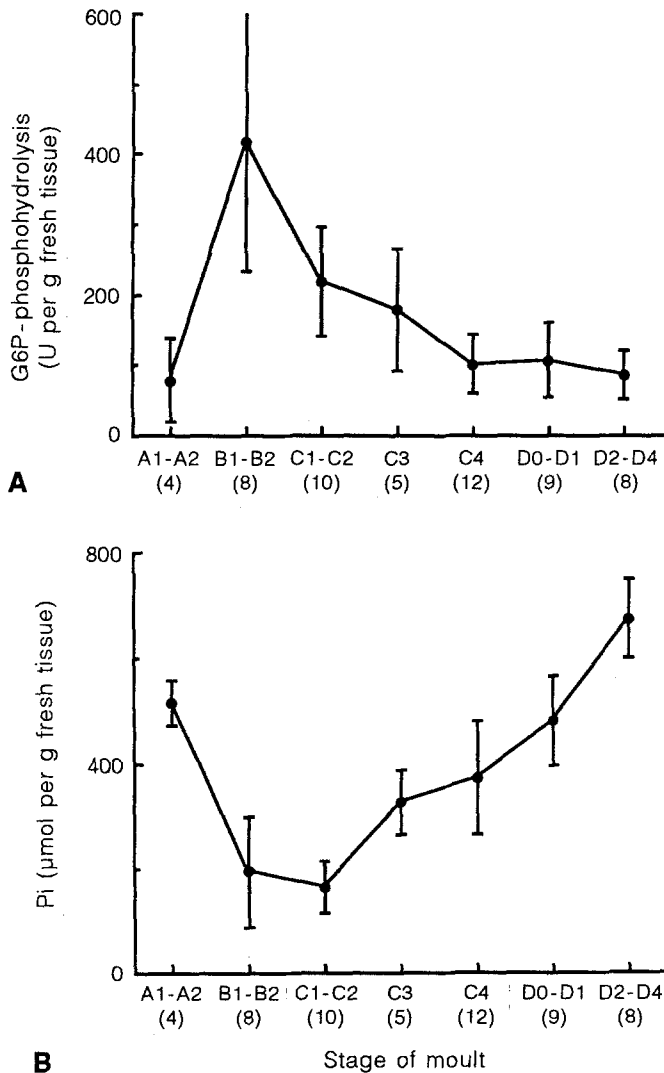 G6P-phosphohydrolysis
(U per g fresh tissue)
600
400
200
0
A1-A2 B1-B2 C1-C2 C3 C4 D0-D1 D2-D4
(4) (8) (10) (5) (12) (9) (8)
A
Pi (µmol per g fresh tissue)
800
400
0
A1-A2 B1-B2 C1-C2 C3 C4 D0-D1 D2-D4
(4) (8) (10) (5) (12) (9) (8)
B
Stage of moult